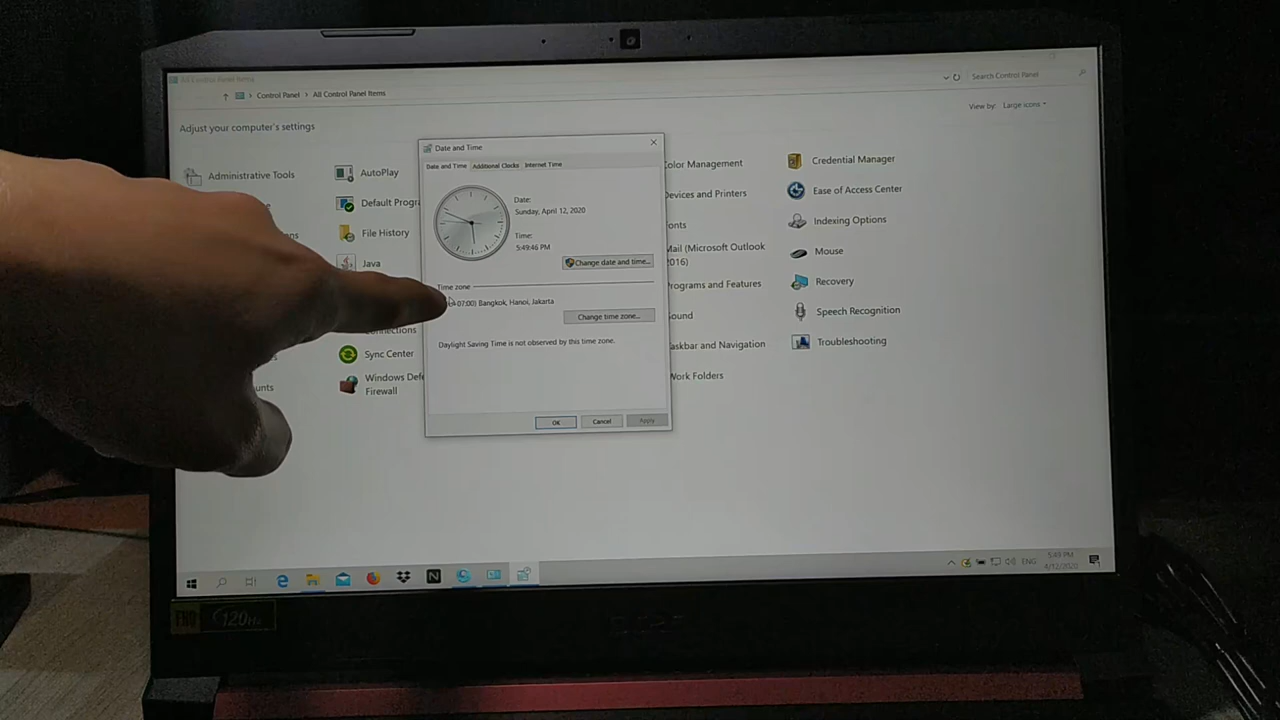 All Control Panel Items
Control Panel > All Control Panel Items
Search Control Panel
Adjust your computer's settings
View by: Large icons
Administrative Tools
AutoPlay
Color Management
Credential Manager
Default Progra
Devices and Printers
Ease of Access Center
File History
onts
Indexing Options
Java
Mail (Microsoft Outlook
2016)
Mouse
Programs and Features
Recovery
onnections
Sound
Speech Recognition
Sync Center
Taskbar and Navigation
Troubleshooting
ounts
Windows Defe
Firewall
Work Folders
Date and Time
Date and Time Additional Clocks Internet Time
Date:
Sunday, April 12, 2020
Time:
5:49:46 PM
Change date and time...
Time zone
07:00) Bangkok, Hanoi, Jakarta
Change time zone...
Daylight Saving Time is not observed by this time zone.
OK Cancel Apply
ENG
5:49 PM
4/12/2020
120Hz